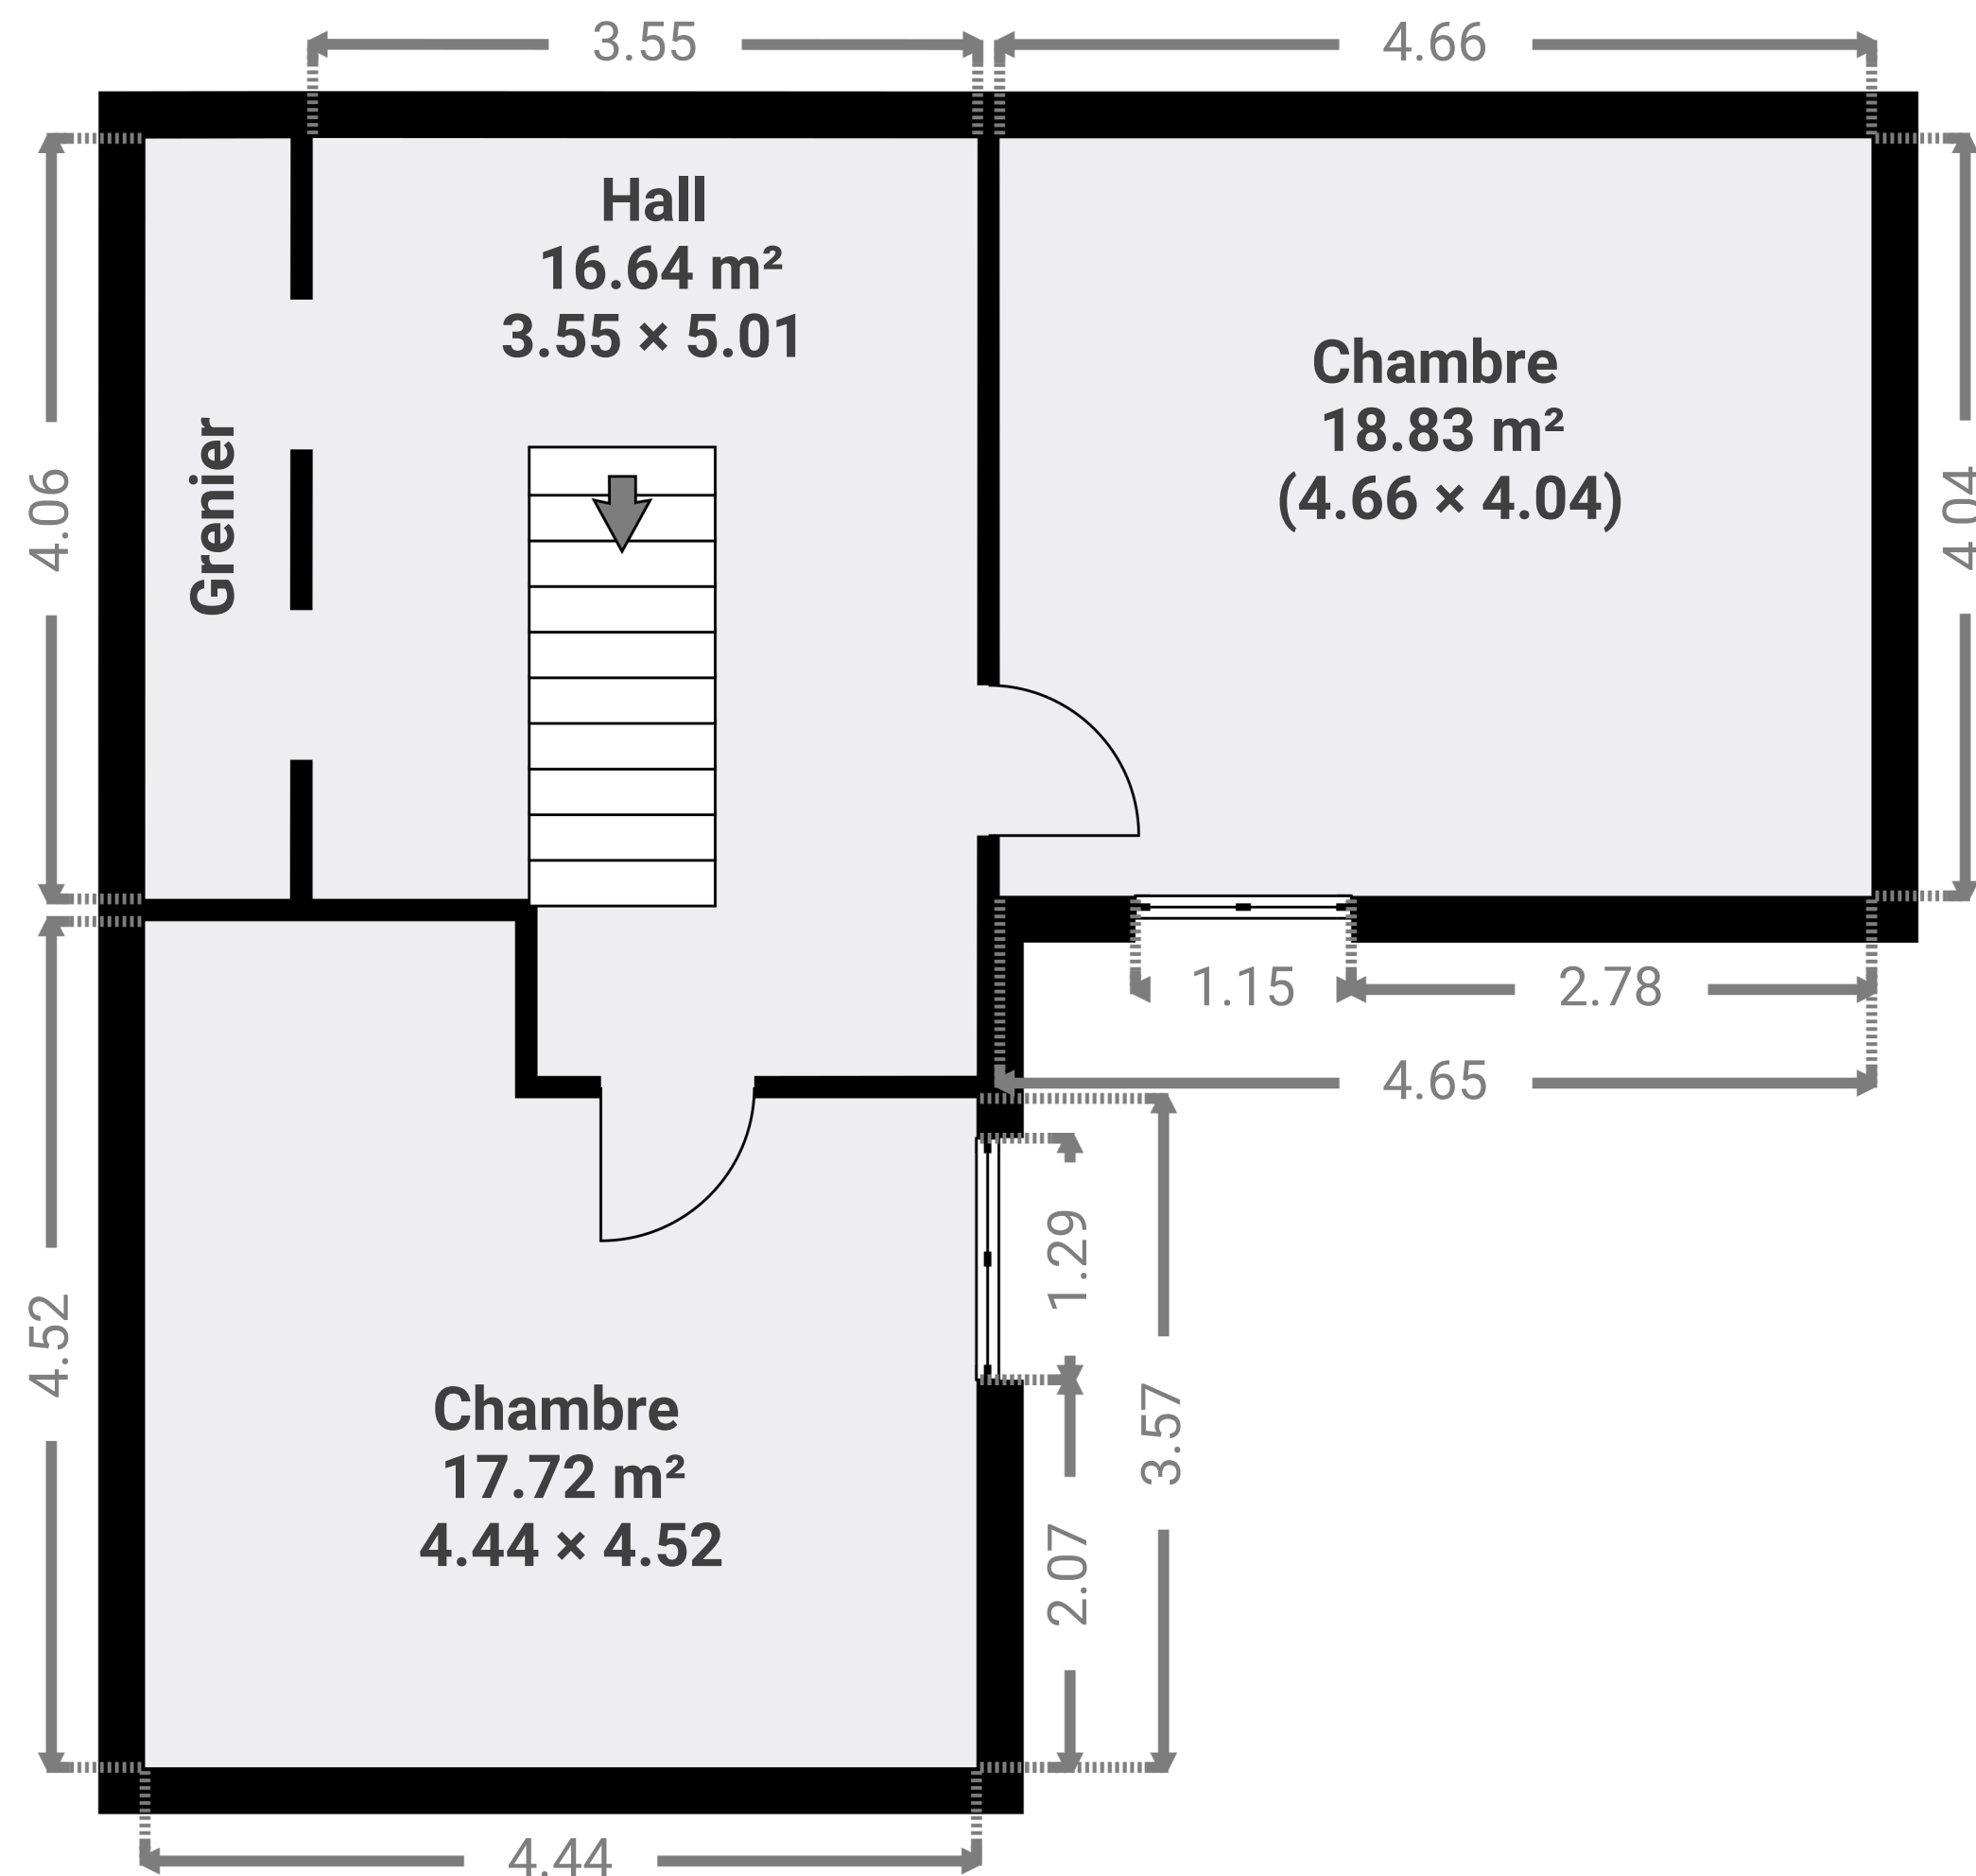 3.55
4.66
Hall
16.64 m²
3.55 × 5.01
Chambre
18.83 m²
(4.66 × 4.04)
Grenier
4.06
4.04
1.15
2.78
4.65
4.52
1.29
3.57
2.07
Chambre
17.72 m²
4.44 × 4.52
4.44